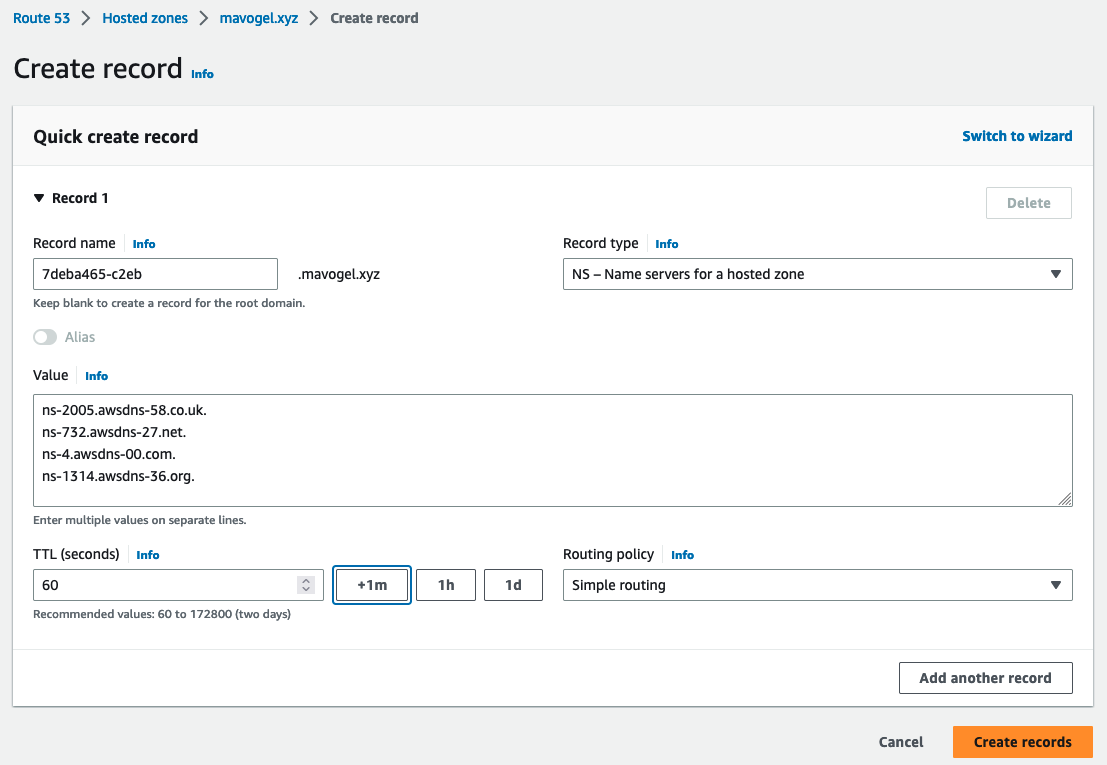 Route 53 > Hosted zones > mavogel.xyz > Create record
Create record Info
Quick create record
Switch to wizard
Record 1
Delete
Record name Info
Record type Info
7deba465-c2eb .mavogel.xyz
NS – Name servers for a hosted zone
Keep blank to create a record for the root domain.
Alias
Value Info
ns-2005.awsdns-58.co.uk.
ns-732.awsdns-27.net.
ns-4.awsdns-00.com.
ns-1314.awsdns-36.org.
Enter multiple values on separate lines.
TTL (seconds) Info
Routing policy Info
60 +1m 1h 1d
Simple routing
Recommended values: 60 to 172800 (two days)
Add another record
Cancel Create records